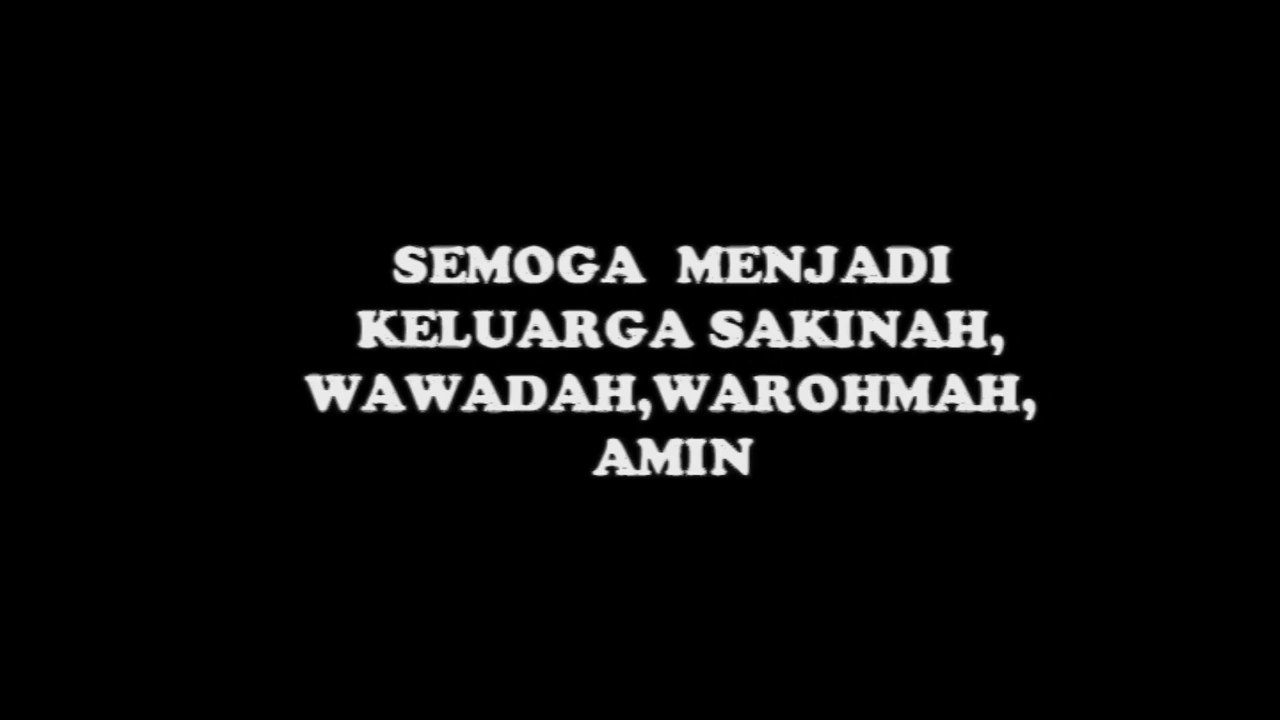 SEMOGA  MENJADI
KELUARGA SAKINAH,
WAWADAH,WAROHMAH,
AMIN